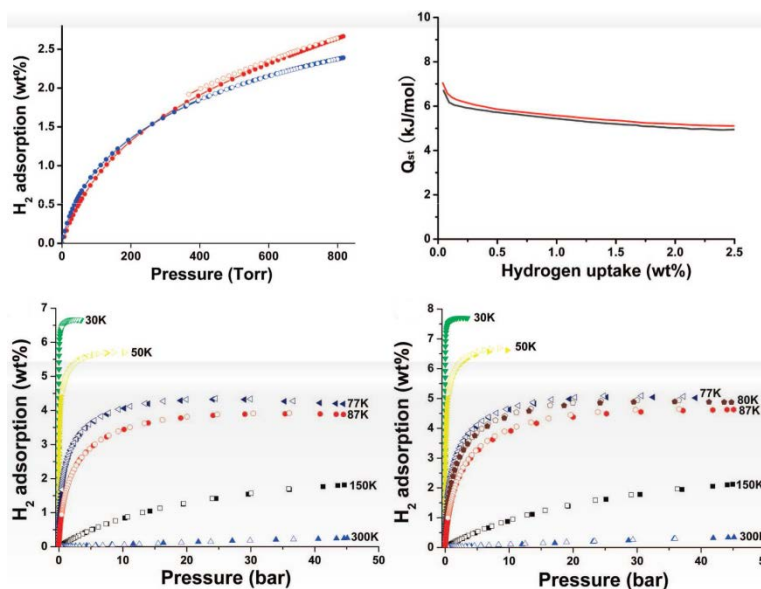 H2 adsorption (wt%)
2.5
2.0
1.5
1.0
0.5
0.0
0 200 400 600 800
Pressure (Torr)
Qst (kJ/mol)
10
8
6
4
2
0
0.0 0.5 1.0 1.5 2.0 2.5
Hydrogen uptake (wt%)
H2 adsorption (wt%)
7
6
5
4
3
2
1
0
30K
50K
77K
87K
150K
300K
0 10 20 30 40 50
Pressure (bar)
H2 adsorption (wt%)
8
7
6
5
4
3
2
1
0
30K
50K
77K
80K
87K
150K
300K
0 10 20 30 40
Pressure (bar)